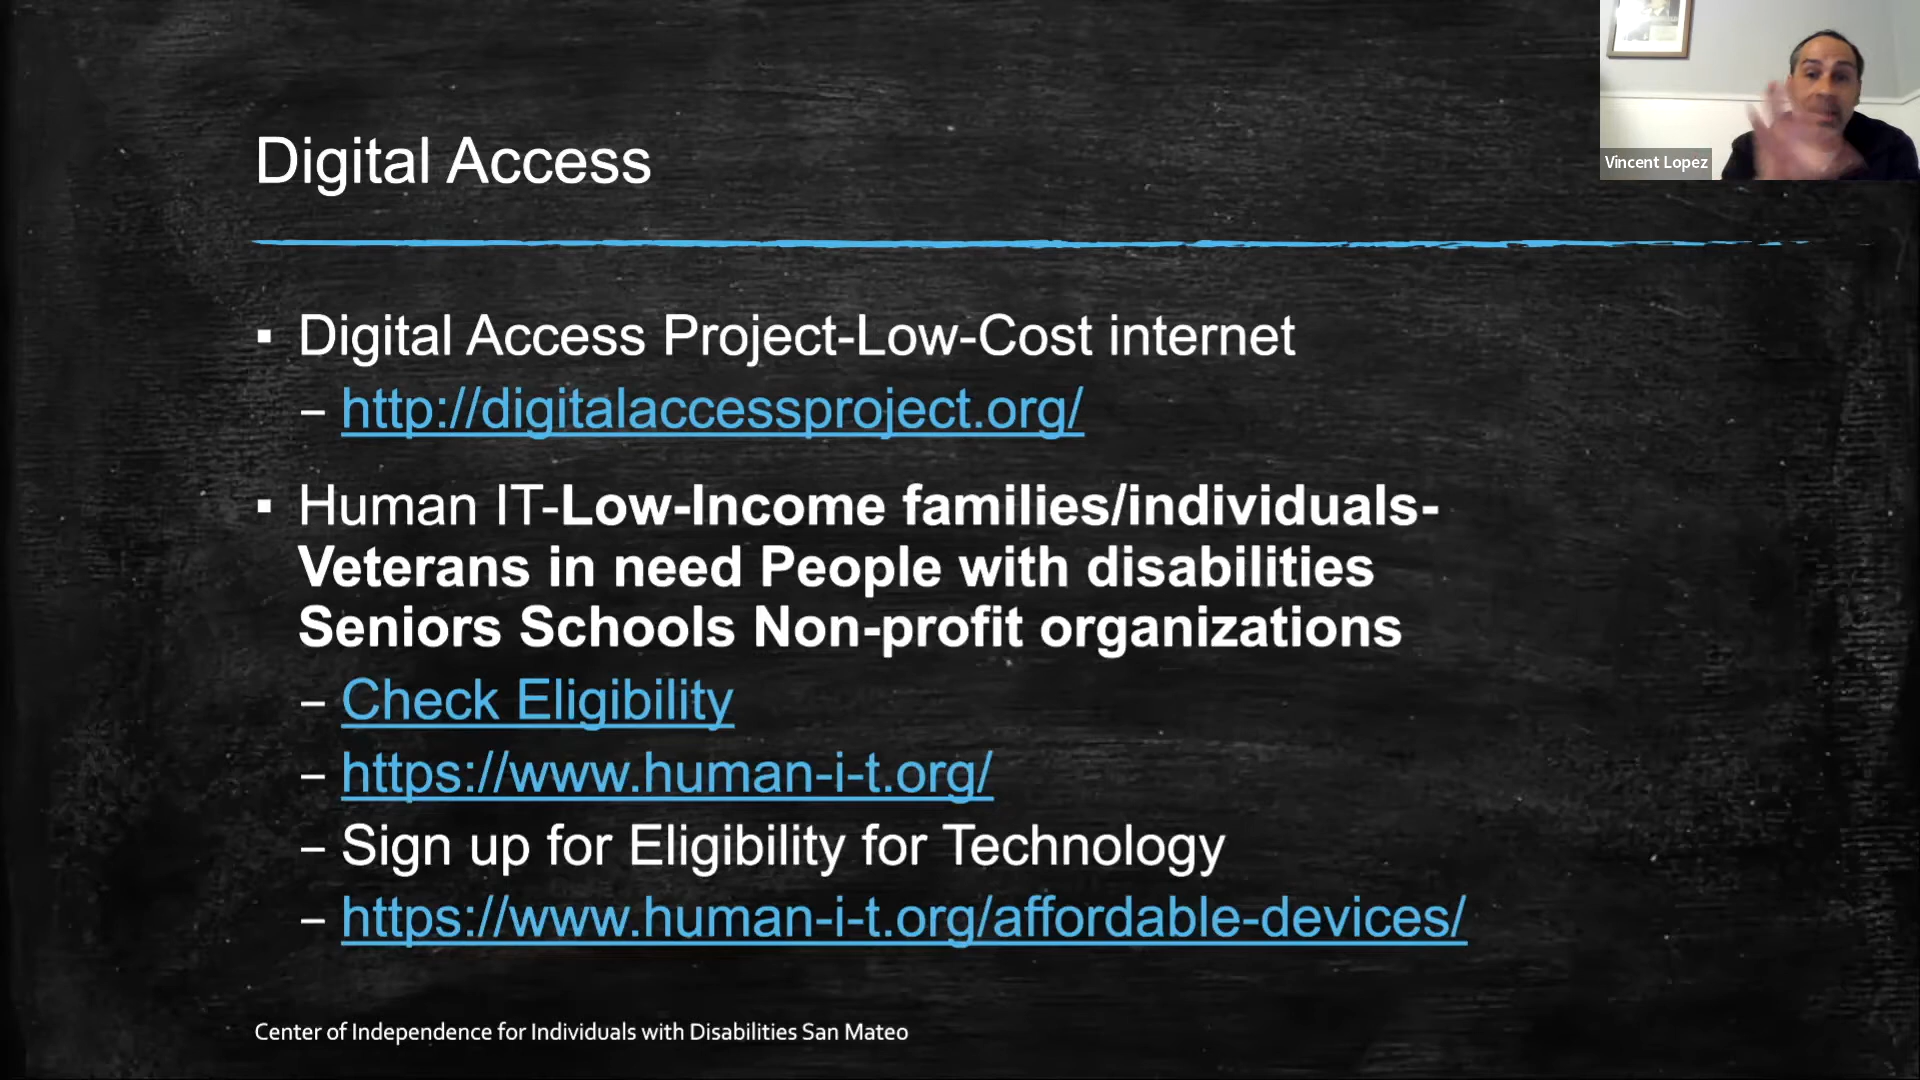 Digital Access
Vincent Lopez
▪ Digital Access Project-Low-Cost internet
– http://digitalaccessproject.org/
▪ Human IT-Low-Income families/individuals-
Veterans in need People with disabilities
Seniors Schools Non-profit organizations
– Check Eligibility
– https://www.human-i-t.org/
– Sign up for Eligibility for Technology
– https://www.human-i-t.org/affordable-devices/
Center of Independence for Individuals with Disabilities San Mateo